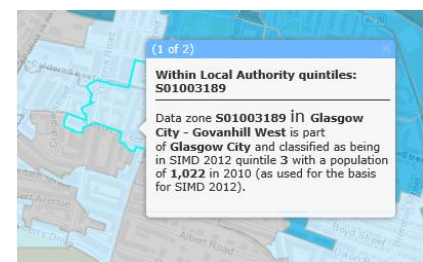 A728
(1 of 2)
Within Local Authority quintiles:
S01003189
Data zone S01003189 in Glasgow
City - Govanhill West is part
of Glasgow City and classified as being
in SIMD 2012 quintile 3 with a population
of 1,022 in 2010 (as used for the basis
for SIMD 2012).
Albert Road
Boyd Street